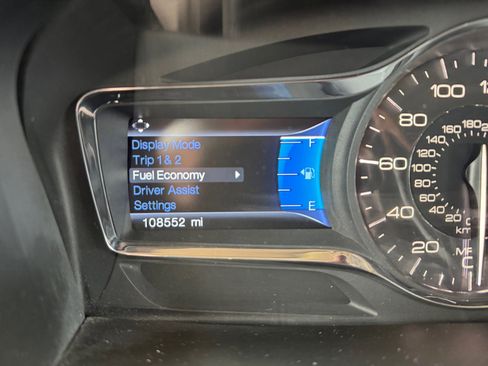 Display Mode
Trip 1 & 2
Fuel Economy
Driver Assist
Settings
108552 mi
F
E
100
80
60
40
20
180
160
140
120
100
80
60
40
20
km